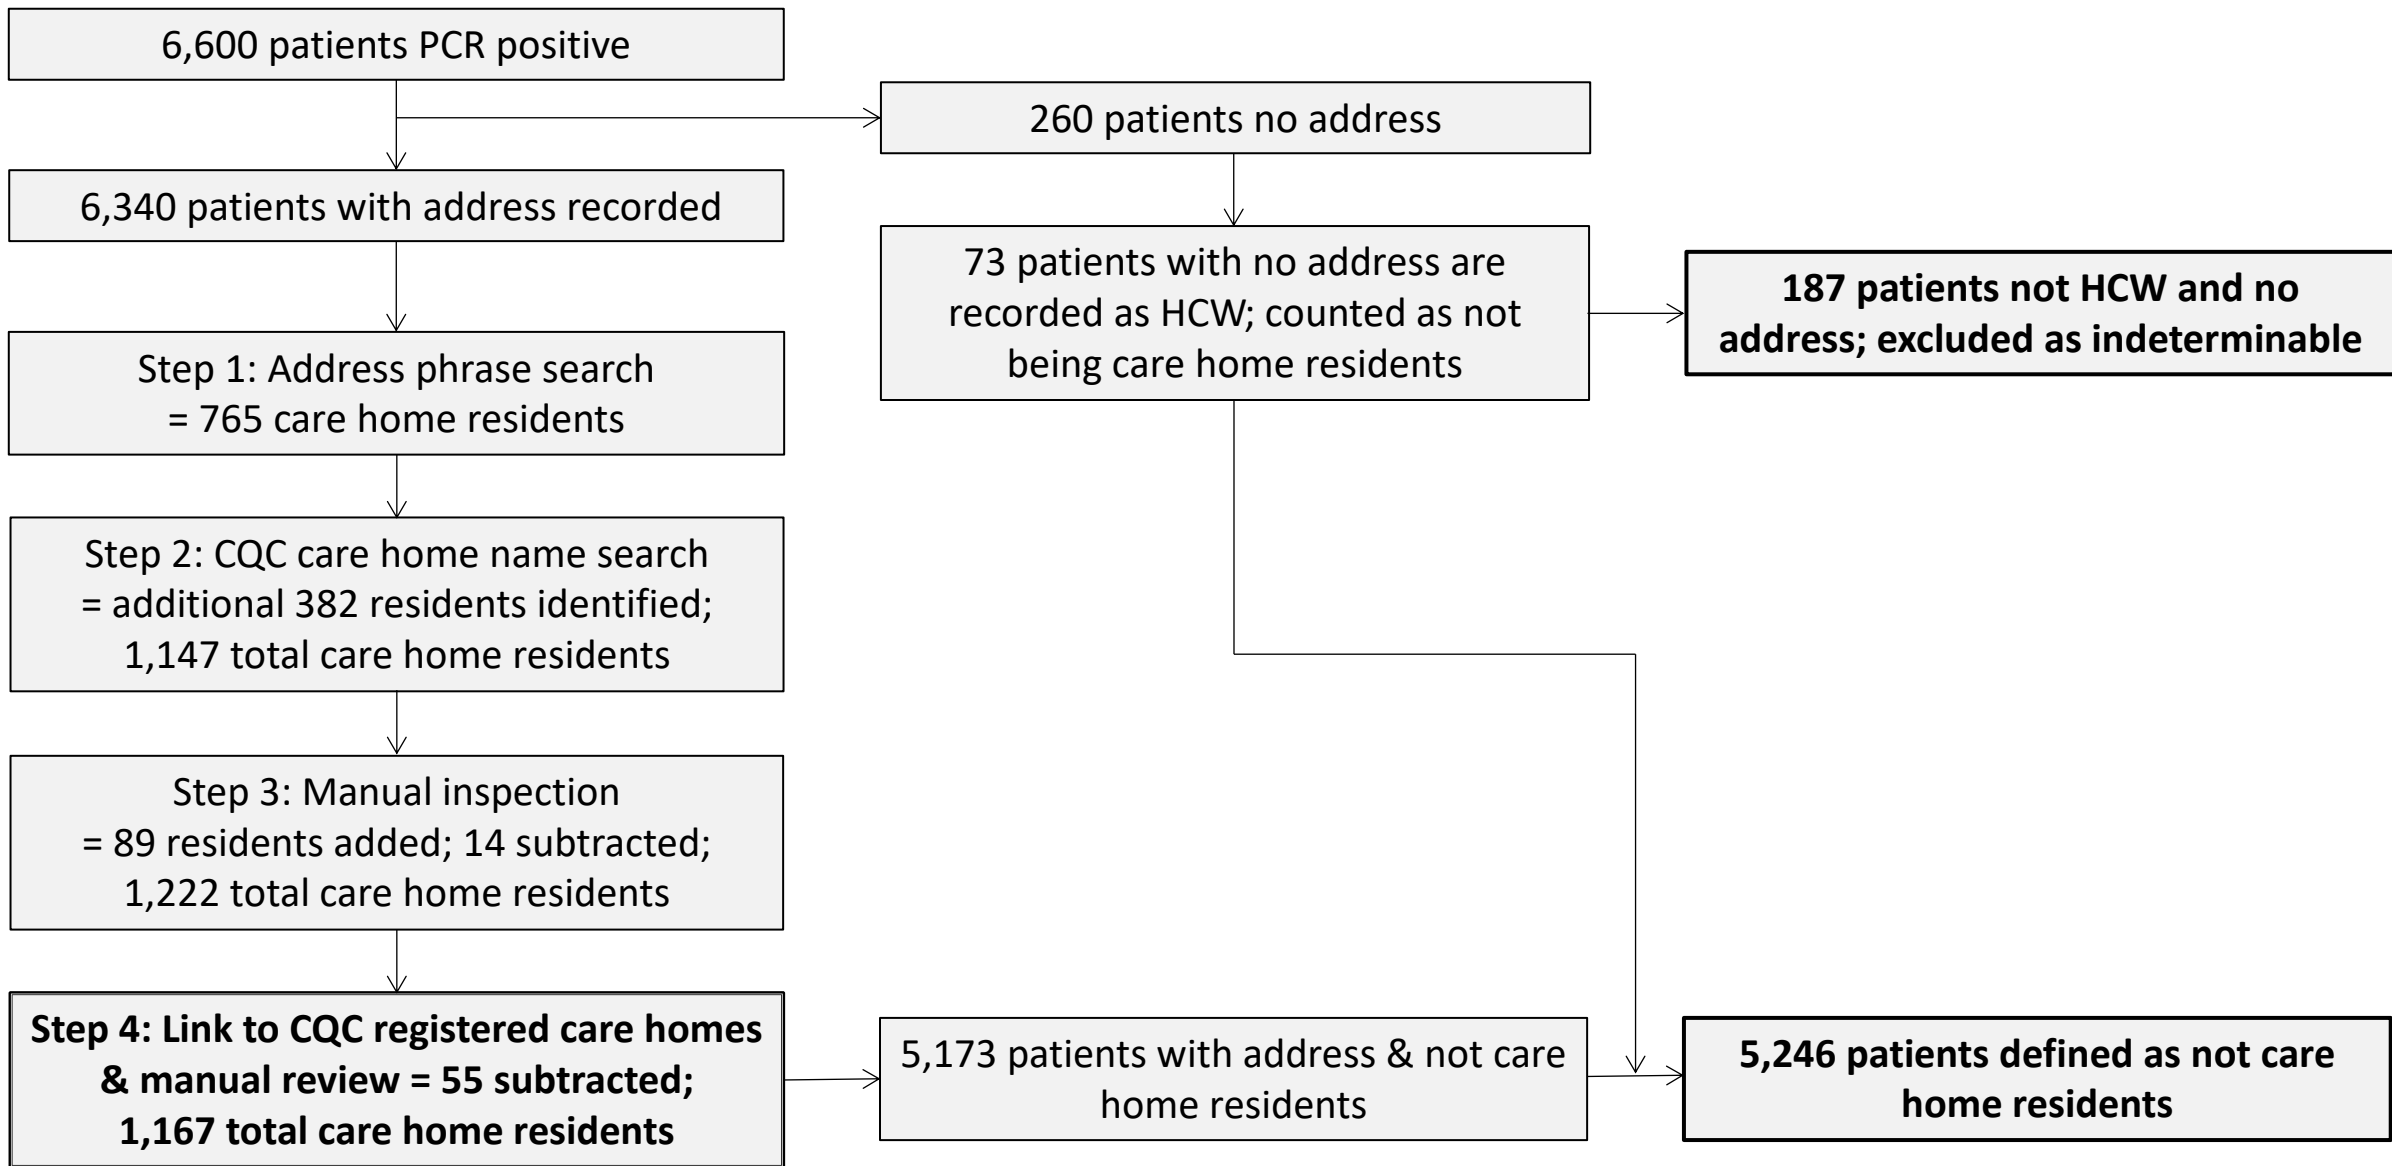 6,600 patients PCR positive
260 patients no address
6,340 patients with address recorded
73 patients with no address are
recorded as HCW; counted as not
being care home residents
187 patients not HCW and no
address; excluded as indeterminable
Step 1: Address phrase search
= 765 care home residents
Step 2: CQC care home name search
= additional 382 residents identified;
1,147 total care home residents
Step 3: Manual inspection
= 89 residents added; 14 subtracted;
1,222 total care home residents
Step 4: Link to CQC registered care homes
& manual review = 55 subtracted;
1,167 total care home residents
5,173 patients with address & not care
home residents
5,246 patients defined as not care
home residents